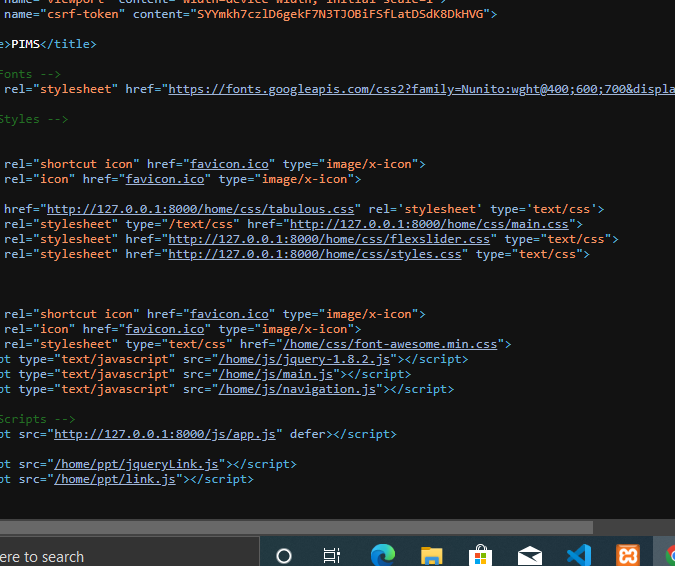 name="viewport" content="width=device-width, initial-scale=1">
name="csrf-token" content="SYYmkh7czlD6gekF7N3TJOBiFSfLatDSdK8DkHVG">
e>PIMS</title>
Fonts -->
rel="stylesheet" href="https://fonts.googleapis.com/css2?family=Nunito:wght@400;600;700&displa
Styles -->
rel="shortcut icon" href="favicon.ico" type="image/x-icon">
rel="icon" href="favicon.ico" type="image/x-icon">
href="http://127.0.0.1:8000/home/css/tabulous.css" rel='stylesheet' type='text/css'>
rel="stylesheet" type="/text/css" href="http://127.0.0.1:8000/home/css/main.css">
rel="stylesheet" href="http://127.0.0.1:8000/home/css/flexslider.css" type="text/css">
rel="stylesheet" href="http://127.0.0.1:8000/home/css/styles.css" type="text/css">
rel="shortcut icon" href="favicon.ico" type="image/x-icon">
rel="icon" href="favicon.ico" type="image/x-icon">
rel="stylesheet" type="text/css" href="/home/css/font-awesome.min.css">
pt type="text/javascript" src="/home/js/jquery-1.8.2.js"></script>
pt type="text/javascript" src="/home/js/main.js"></script>
pt type="text/javascript" src="/home/js/navigation.js"></script>
Scripts -->
pt src="http://127.0.0.1:8000/js/app.js" defer></script>
pt src="/home/ppt/jqueryLink.js"></script>
pt src="/home/ppt/link.js"></script>
ere to search